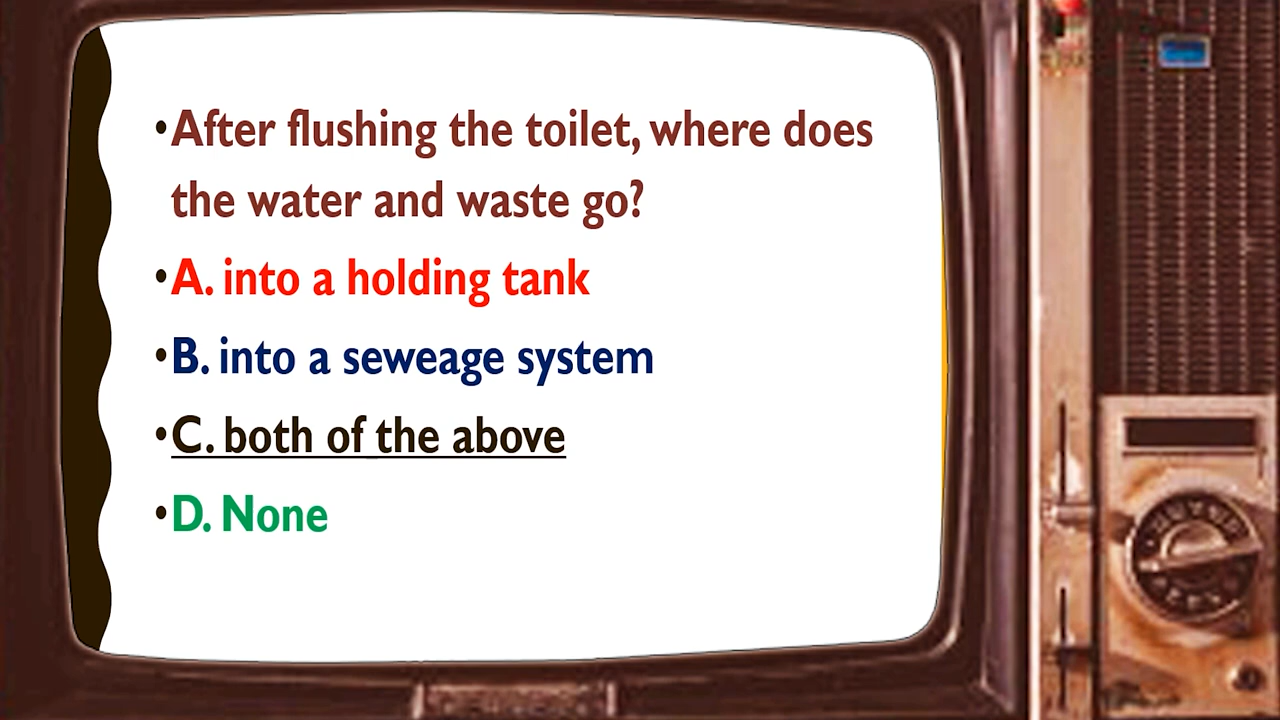 •After flushing the toilet, where does
the water and waste go?
•A. into a holding tank
•B. into a seweage system
•C. both of the above
•D. None